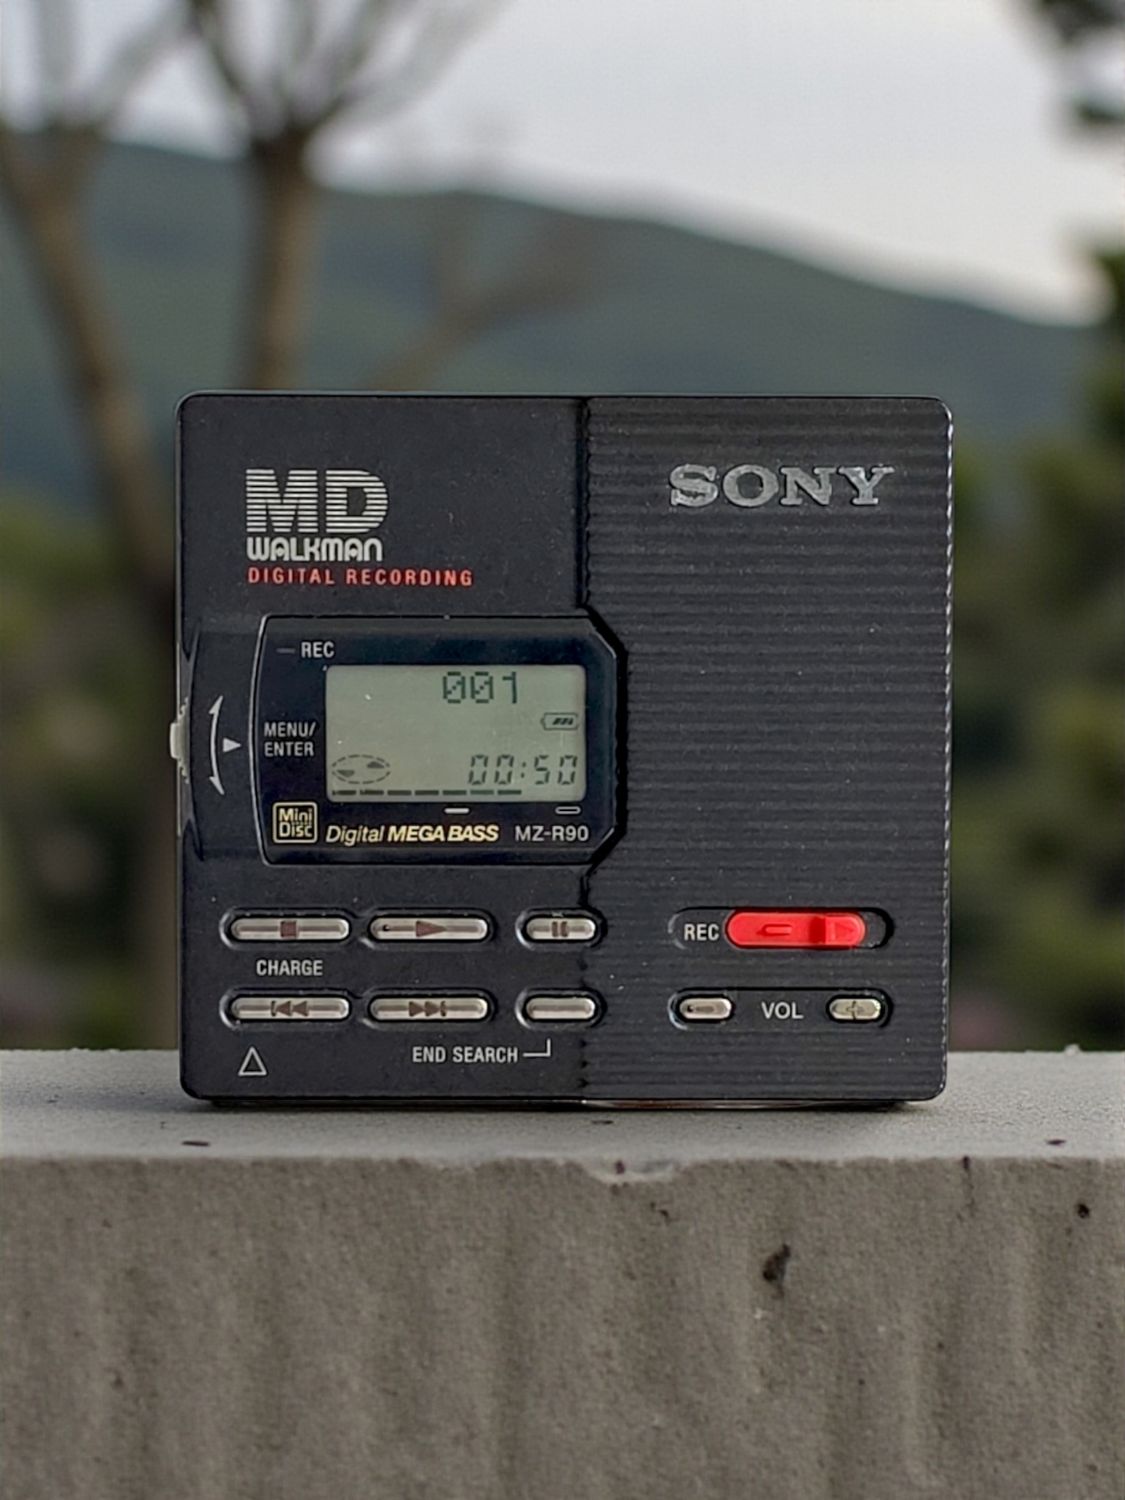 MD
WALKMAN
DIGITAL RECORDING
SONY
REC
001
MENU/
ENTER
00:50
Mini
Disc
Digital MEGA BASS MZ-R90
REC
CHARGE
VOL
END SEARCH